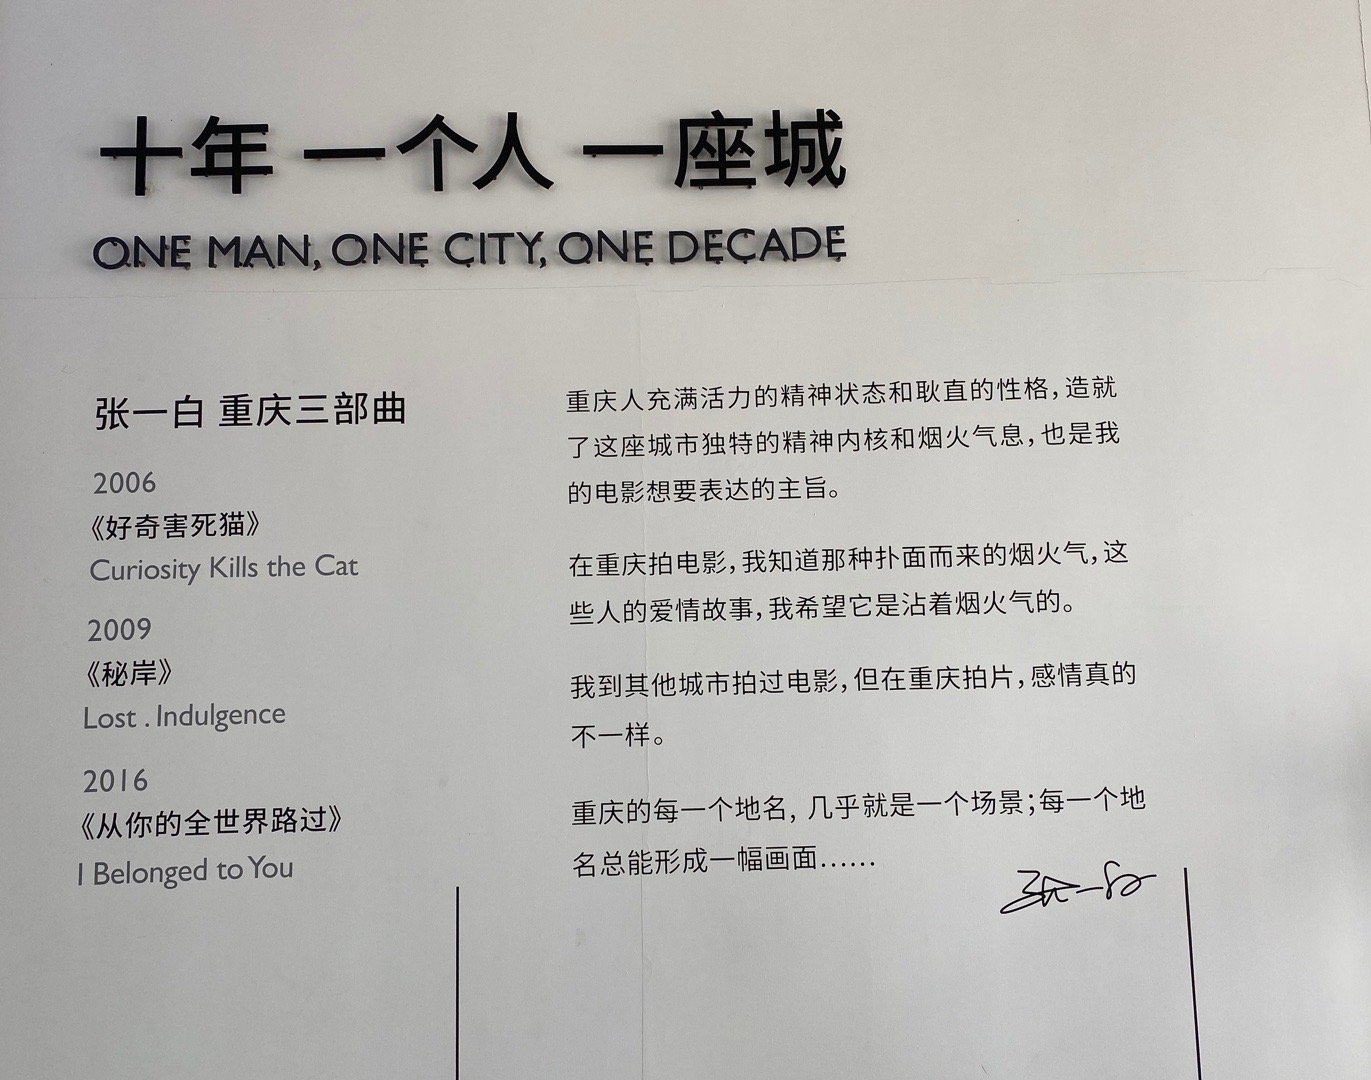 十年 一个人 一座城
ONE MAN, ONE CITY, ONE DECADE
张一白 重庆三部曲
2006
《好奇害死猫》
Curiosity Kills the Cat
2009
《秘岸》
Lost . Indulgence
2016
《从你的全世界路过》
I Belonged to You
重庆人充满活力的精神状态和耿直的性格，造就
了这座城市独特的精神内核和烟火气息，也是我
的电影想要表达的主旨。
在重庆拍电影，我知道那种扑面而来的烟火气，这
些人的爱情故事，我希望它是沾着烟火气的。
我到其他城市拍过电影，但在重庆拍片，感情真的
不一样。
重庆的每一个地名，几乎就是一个场景；每一个地
名总能形成一幅画面……
张一白